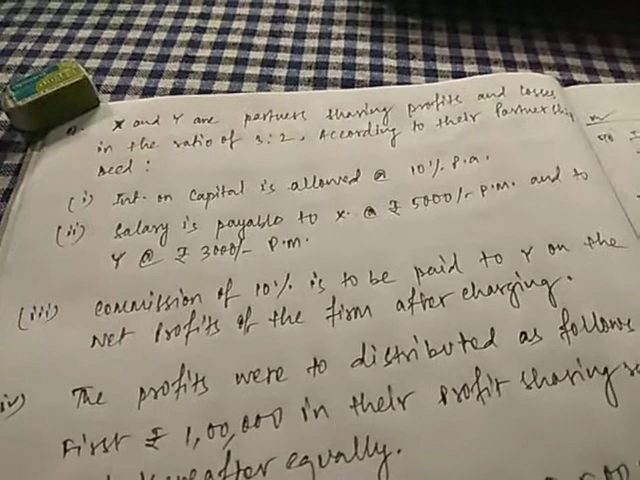 Q. X and Y are partners sharing profits and losses
in the ratio of 3:2, According to their Partnership
Deed :
(i) Int. on Capital is allowed @ 10% P.a.
(ii) Salary is payable to X @ ₹ 5000/- P.M. and to
Y @ ₹ 3000/- P.M.
(iii) Commission of 10% is to be paid to Y on the
Net Profits of the firm after charging.
iv) The profits were to distributed as follows
First ₹ 1,00,000 in their Profit sharing
equally.